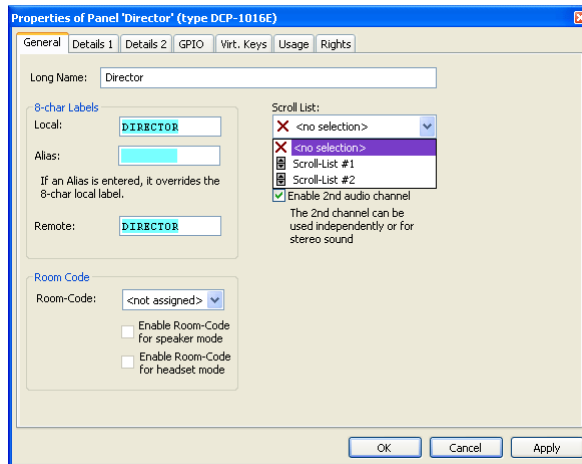 Properties of Panel 'Director' (type DCP-1016E)
General Details 1 Details 2 GPIO Virt. Keys Usage Rights
Long Name: Director
8-char Labels
Local: DIRECTOR
Alias:
If an Alias is entered, it overrides the
8-char local label.
Remote: DIRECTOR
Scroll List:
<no selection>
<no selection>
Scroll-List #1
Scroll-List #2
Enable 2nd audio channel
The 2nd channel can be
used independently or for
stereo sound
Room Code
Room-Code: <not assigned>
Enable Room-Code
for speaker mode
Enable Room-Code
for headset mode
OK Cancel Apply